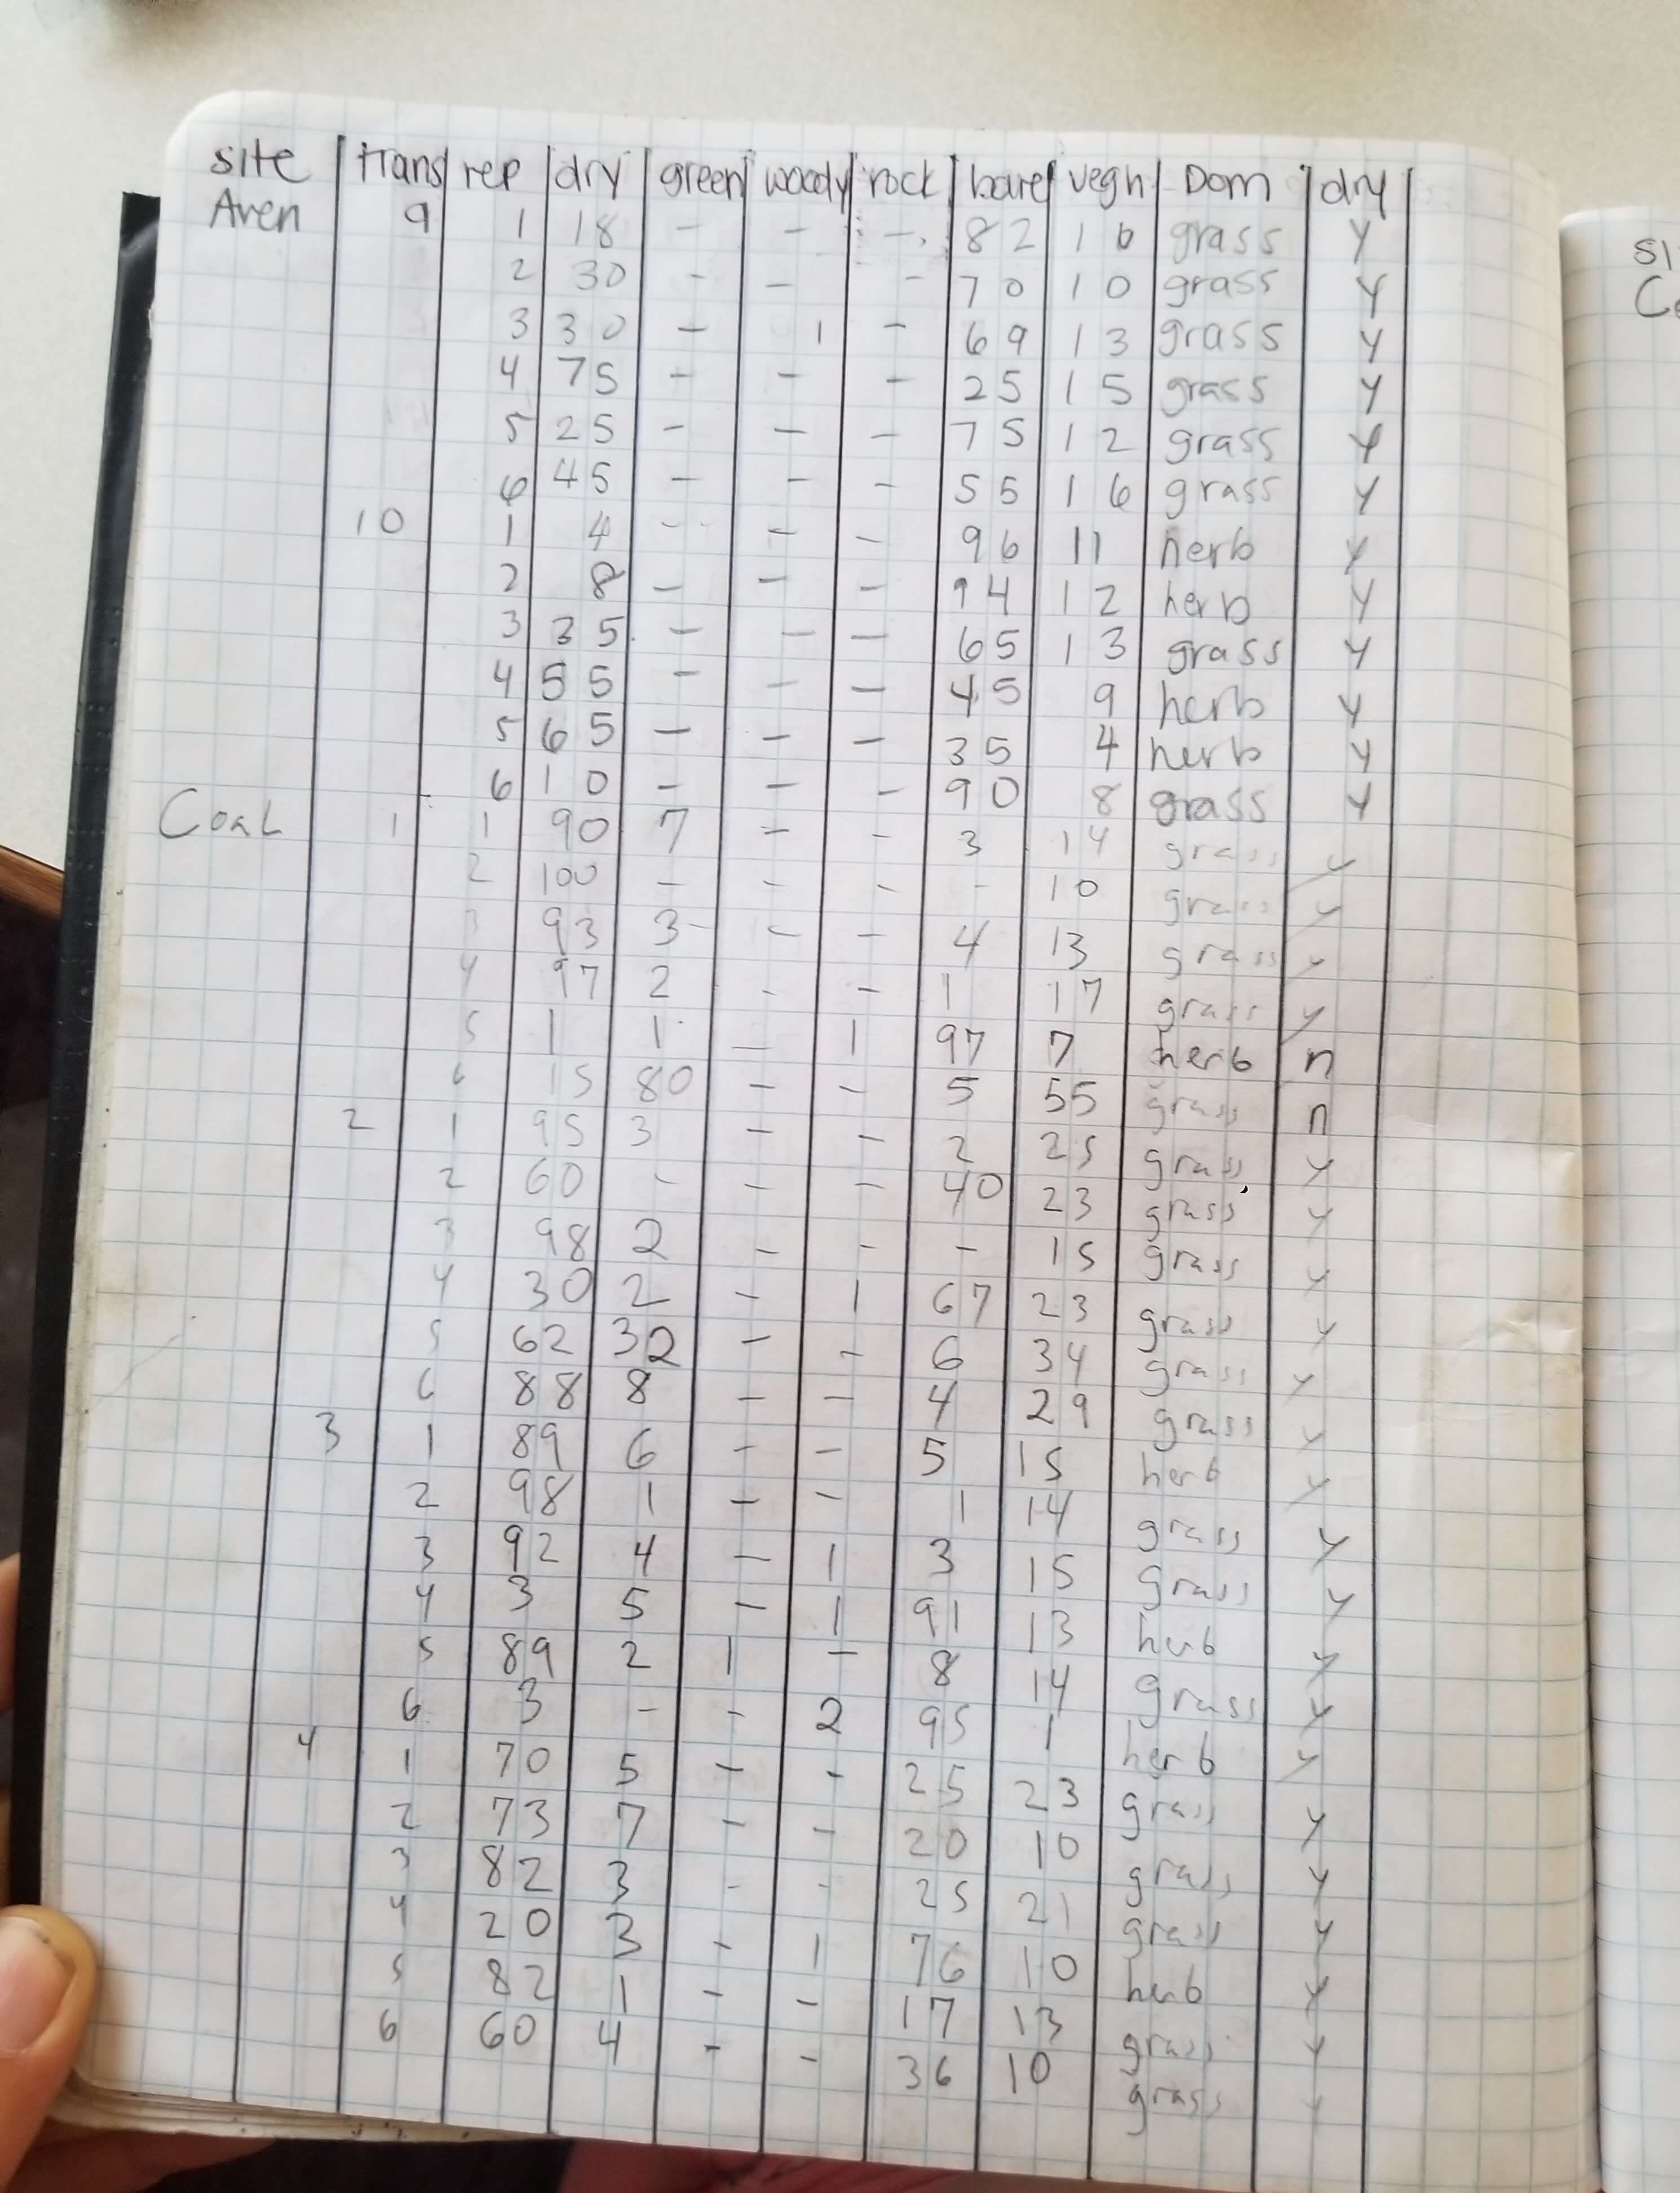 site trans rep dry green woody rock bare vegh Dom dry
Aven 9 1 18 - - - 82 16 grass y
2 30 - - - 70 10 grass y
3 30 - 1 - 69 13 grass y
4 75 - - - 25 15 grass y
5 25 - - - 75 12 grass y
6 45 - - - 55 16 grass y
10 1 4 - - - 96 11 herb y
2 8 - - - 94 12 herb y
3 35 - - - 65 13 grass y
4 55 - - - 45 9 herb y
5 65 - - - 35 4 herb y
6 10 - - - 90 8 grass y
Coal 1 1 90 7 - - 3 14 grass y
2 100 - - - - 10 grass y
3 93 3 - - 4 13 grass y
4 97 2 - - 1 17 grass y
5 1 1 - 1 97 7 herb n
6 15 80 - - 5 55 grass n
2 1 95 3 - - 2 25 grass y
2 60 - - - 40 23 grass y
3 98 2 - - - 15 grass y
4 30 2 - 1 67 23 grass y
5 62 32 - - 6 34 grass y
6 88 8 - - 4 29 grass y
3 1 89 6 - - 5 15 herb y
2 98 1 - - 1 14 grass y
3 92 4 - 1 3 15 grass y
4 3 5 - 1 91 13 herb y
5 89 2 1 - 8 14 grass y
6 3 - - 2 95 1 herb y
4 1 70 5 - - 25 23 grass y
2 73 7 - - 20 10 grass y
3 82 3 - - 25 21 grass y
4 20 3 - 1 76 10 herb y
5 82 1 - - 17 13 grass y
6 60 4 - - 36 10 grass y